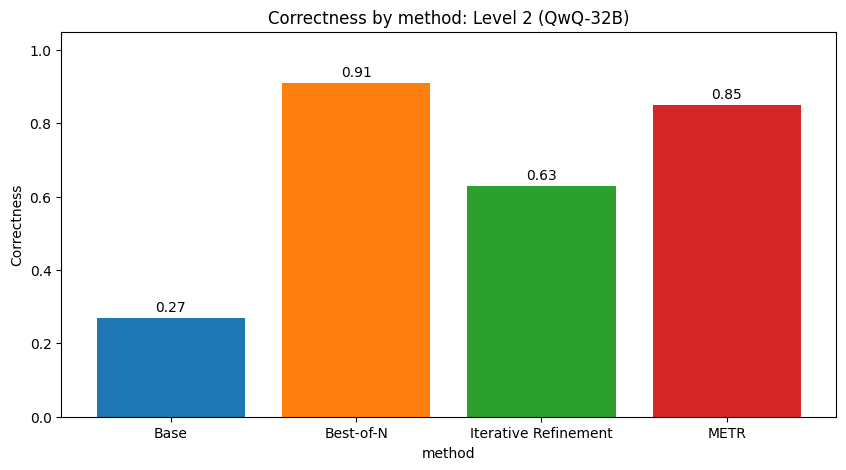 Correctness by method: Level 2 (QwQ-32B)
Correctness
1.0
0.8
0.6
0.4
0.2
0.0
0.27
0.91
0.63
0.85
Base
Best-of-N
Iterative Refinement
METR
method